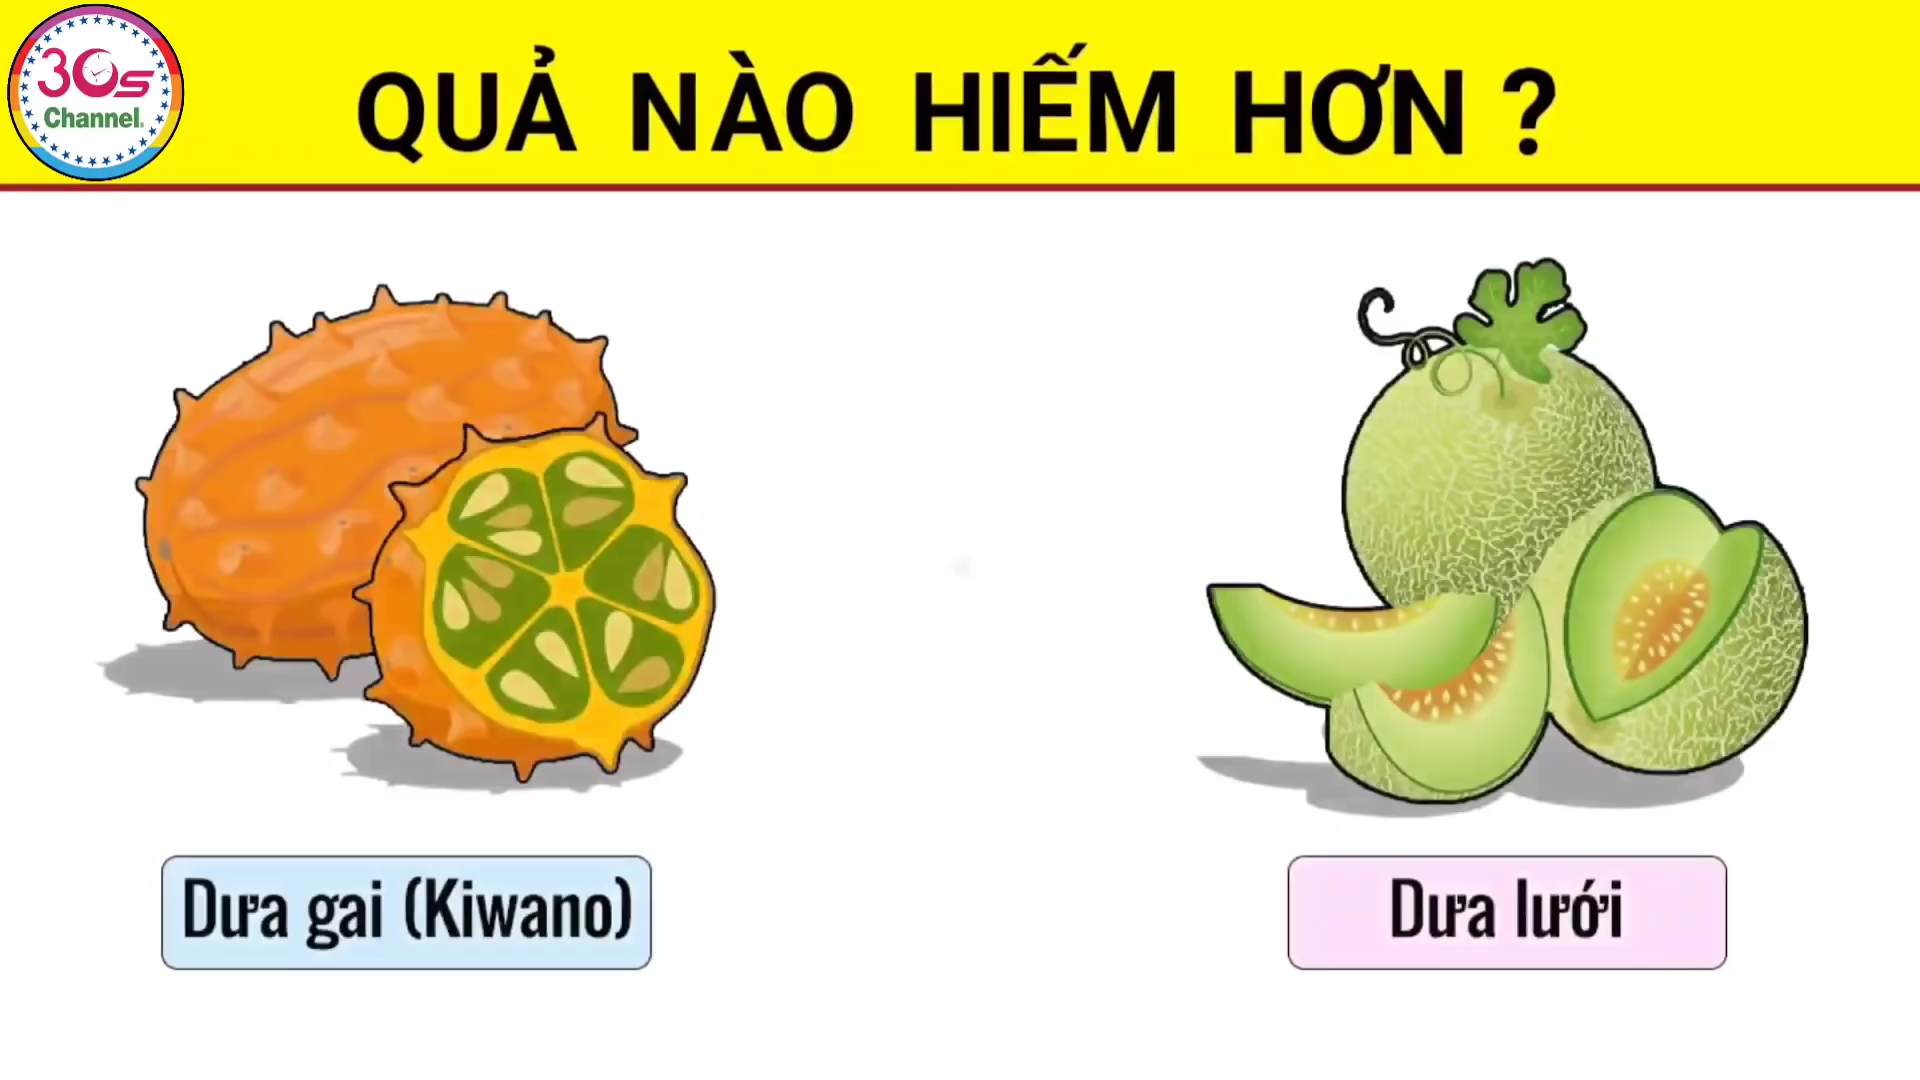 30s
Channel.
QUẢ NÀO HIẾM HƠN ?
Dưa gai (Kiwano)
Dưa lưới